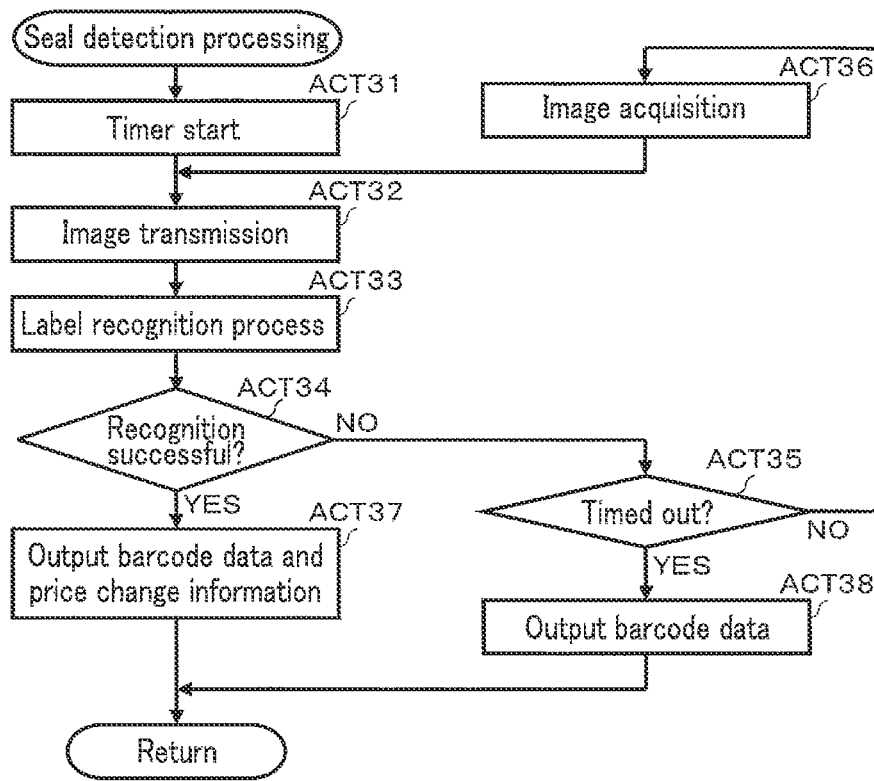 Seal detection processing
ACT31
Timer start
ACT36
Image acquisition
ACT32
Image transmission
ACT33
Label recognition process
ACT34
Recognition
successful?
NO
YES
ACT35
Timed out?
NO
YES
ACT37
Output barcode data and
price change information
ACT38
Output barcode data
Return